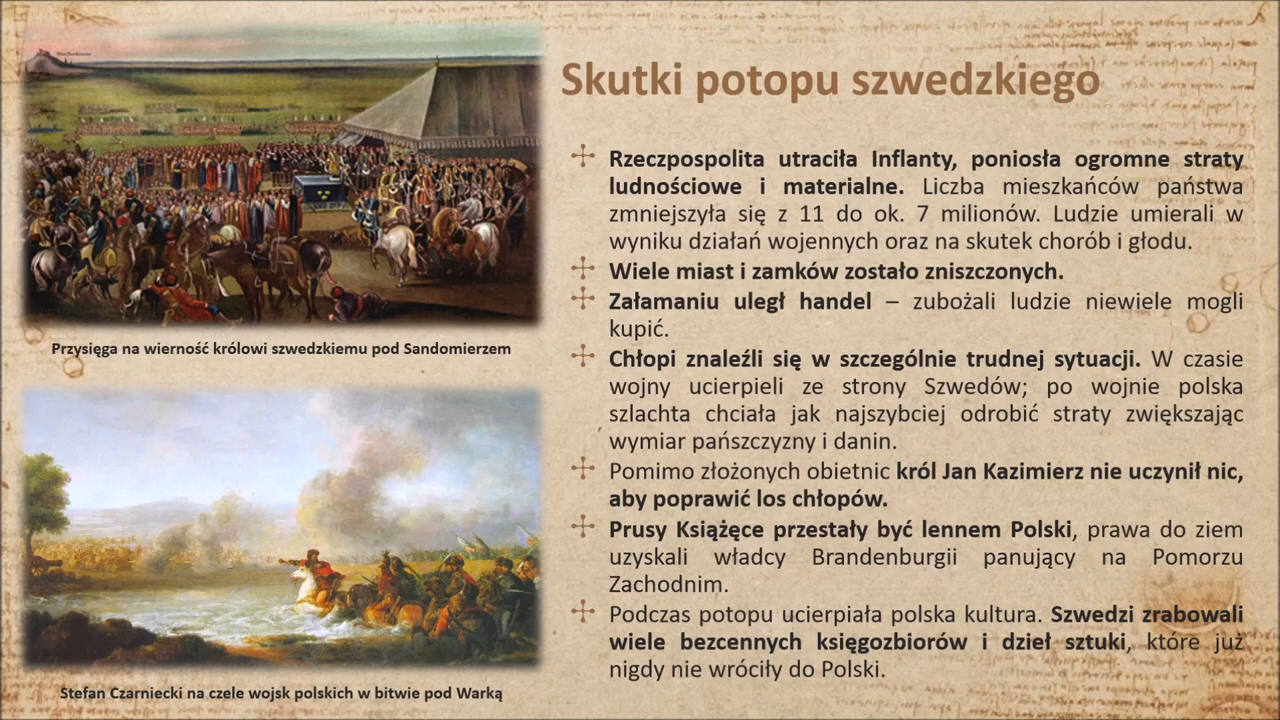 Skutki potopu szwedzkiego
Rzeczpospolita utraciła Inflanty, poniosła ogromne straty
ludnościowe i materialne. Liczba mieszkańców państwa
zmniejszyła się z 11 do ok. 7 milionów. Ludzie umierali w
wyniku działań wojennych oraz na skutek chorób i głodu.
Wiele miast i zamków zostało zniszczonych.
Załamaniu uległ handel – zubożali ludzie niewiele mogli
kupić.
Chłopi znaleźli się w szczególnie trudnej sytuacji. W czasie
wojny ucierpieli ze strony Szwedów; po wojnie polska
szlachta chciała jak najszybciej odrobić straty zwiększając
wymiar pańszczyzny i danin.
Pomimo złożonych obietnic król Jan Kazimierz nie uczynił nic,
aby poprawić los chłopów.
Prusy Książęce przestały być lennem Polski, prawa do ziem
uzyskali władcy Brandenburgii panujący na Pomorzu
Zachodnim.
Podczas potopu ucierpiała polska kultura. Szwedzi zrabowali
wiele bezcennych księgozbiorów i dzieł sztuki, które już
nigdy nie wróciły do Polski.
Przysięga na wierność królowi szwedzkiemu pod Sandomierzem
Stefan Czarniecki na czele wojsk polskich w bitwie pod Warką